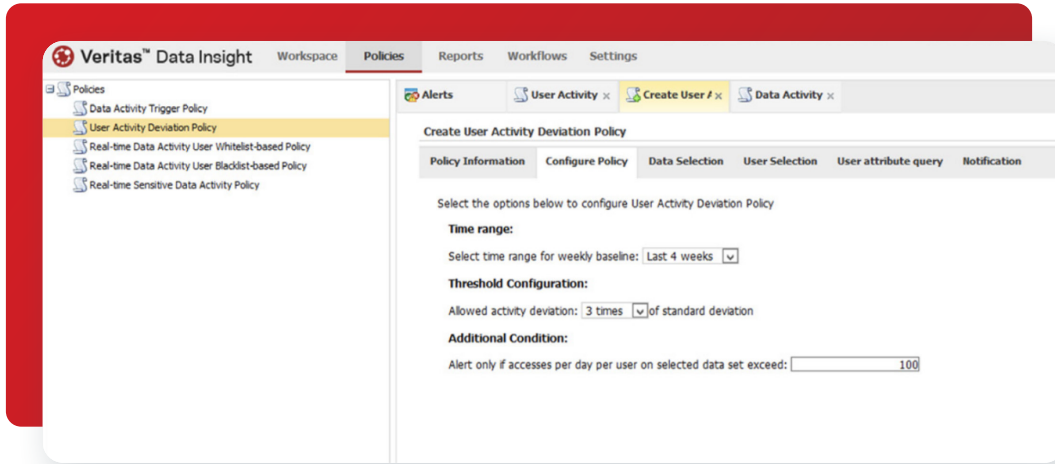 Veritas™ Data Insight Workspace Policies Reports Workflows Settings
Policies
Data Activity Trigger Policy
User Activity Deviation Policy
Real-time Data Activity User Whitelist-based Policy
Real-time Data Activity User Blacklist-based Policy
Real-time Sensitive Data Activity Policy
Alerts User Activity × Create User A × Data Activity ×
Create User Activity Deviation Policy
Policy Information Configure Policy Data Selection User Selection User attribute query Notification
Select the options below to configure User Activity Deviation Policy
Time range:
Select time range for weekly baseline: Last 4 weeks
Threshold Configuration:
Allowed activity deviation: 3 times of standard deviation
Additional Condition:
Alert only if accesses per day per user on selected data set exceed: 100